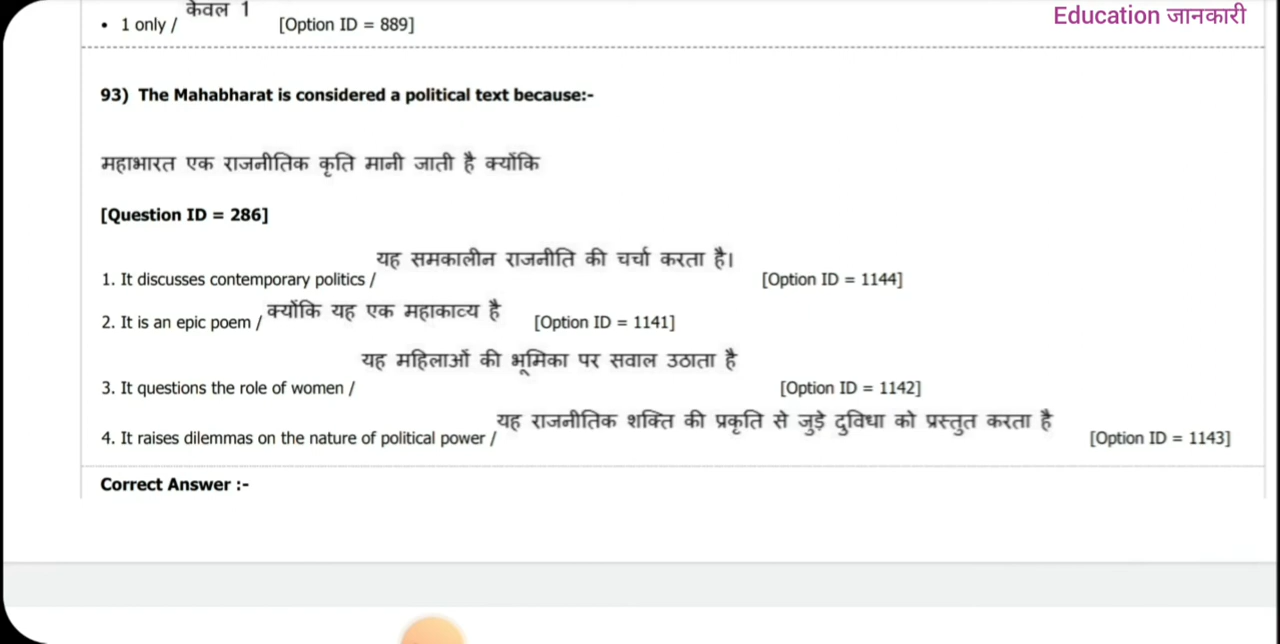 Education जानकारी
• 1 only / केवल 1 [Option ID = 889]
93) The Mahabharat is considered a political text because:-
महाभारत एक राजनीतिक कृति मानी जाती है क्योंकि
[Question ID = 286]
1. It discusses contemporary politics / यह समकालीन राजनीति की चर्चा करता है। [Option ID = 1144]
2. It is an epic poem / क्योंकि यह एक महाकाव्य है [Option ID = 1141]
3. It questions the role of women / यह महिलाओं की भूमिका पर सवाल उठाता है [Option ID = 1142]
4. It raises dilemmas on the nature of political power / यह राजनीतिक शक्ति की प्रकृति से जुड़े दुविधा को प्रस्तुत करता है [Option ID = 1143]
Correct Answer :-